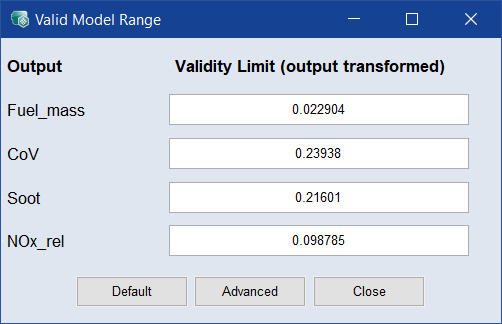 Valid Model Range
Output Validity Limit (output transformed)
Fuel_mass 0.022904
CoV 0.23938
Soot 0.21601
NOx_rel 0.098785
Default Advanced Close